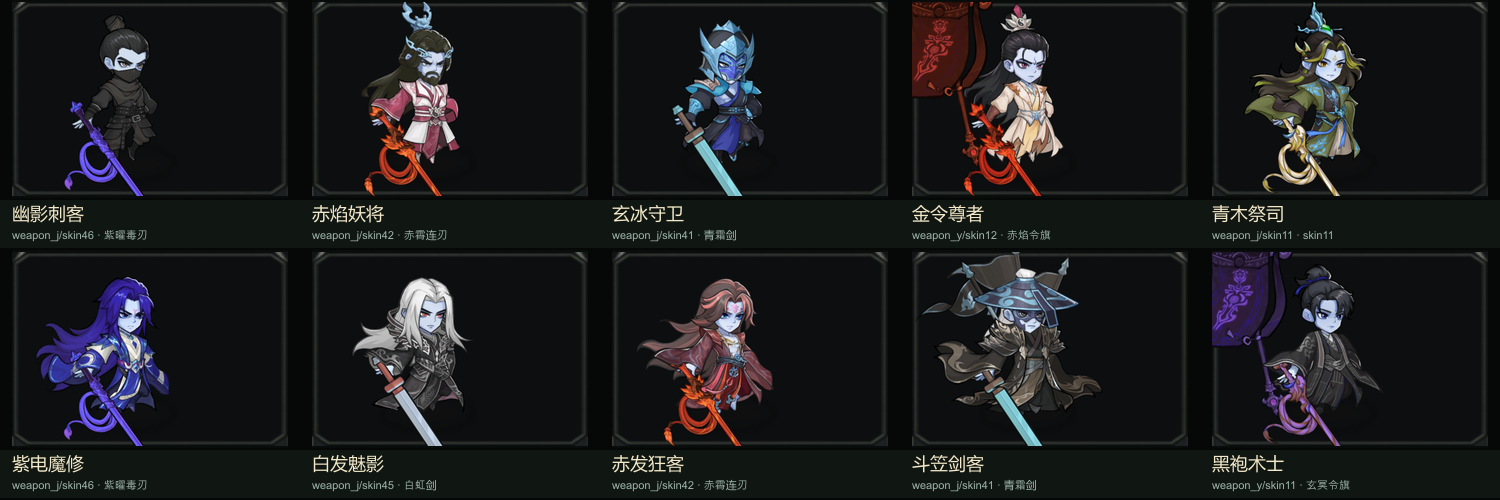 幽影刺客
weapon_j/skin46 · 紫曜毒刃
赤焰妖将
weapon_j/skin42 · 赤霄连刃
玄冰守卫
weapon_j/skin41 · 青霜剑
金令尊者
weapon_y/skin12 · 赤焰令旗
青木祭司
weapon_j/skin11 · skin11
紫电魔修
weapon_j/skin46 · 紫曜毒刃
白发魅影
weapon_j/skin45 · 白虹剑
赤发狂客
weapon_j/skin42 · 赤霄连刃
斗笠剑客
weapon_j/skin41 · 青霜剑
黑袍术士
weapon_y/skin11 · 玄冥令旗